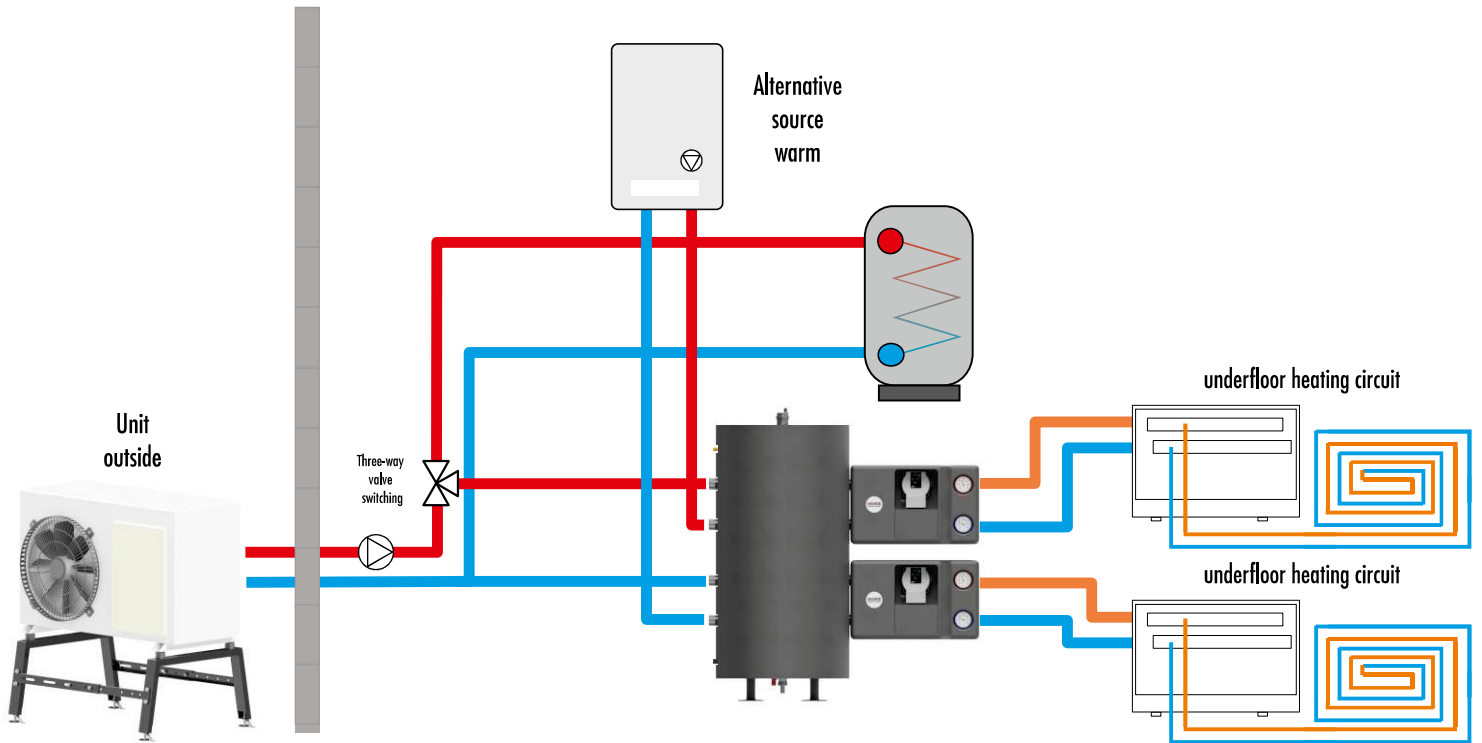 Alternative
source
warm
underfloor heating circuit
Unit
outside
Three-way
valve
switching
underfloor heating circuit